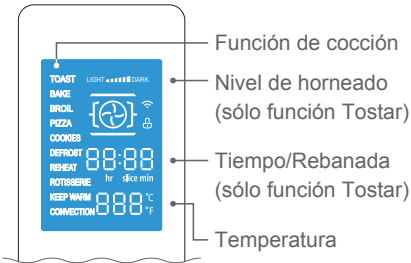 Función de cocción
TOAST LIGHT DARK
Nivel de horneado
(sólo función Tostar)
BAKE
BROIL
PIZZA
COOKIES
DEFROST 88:88
Tiempo/Rebanada
(sólo función Tostar)
REHEAT hr slice min
ROTISSERIE
KEEP WARM 888 °C
CONVECTION °F
Temperatura